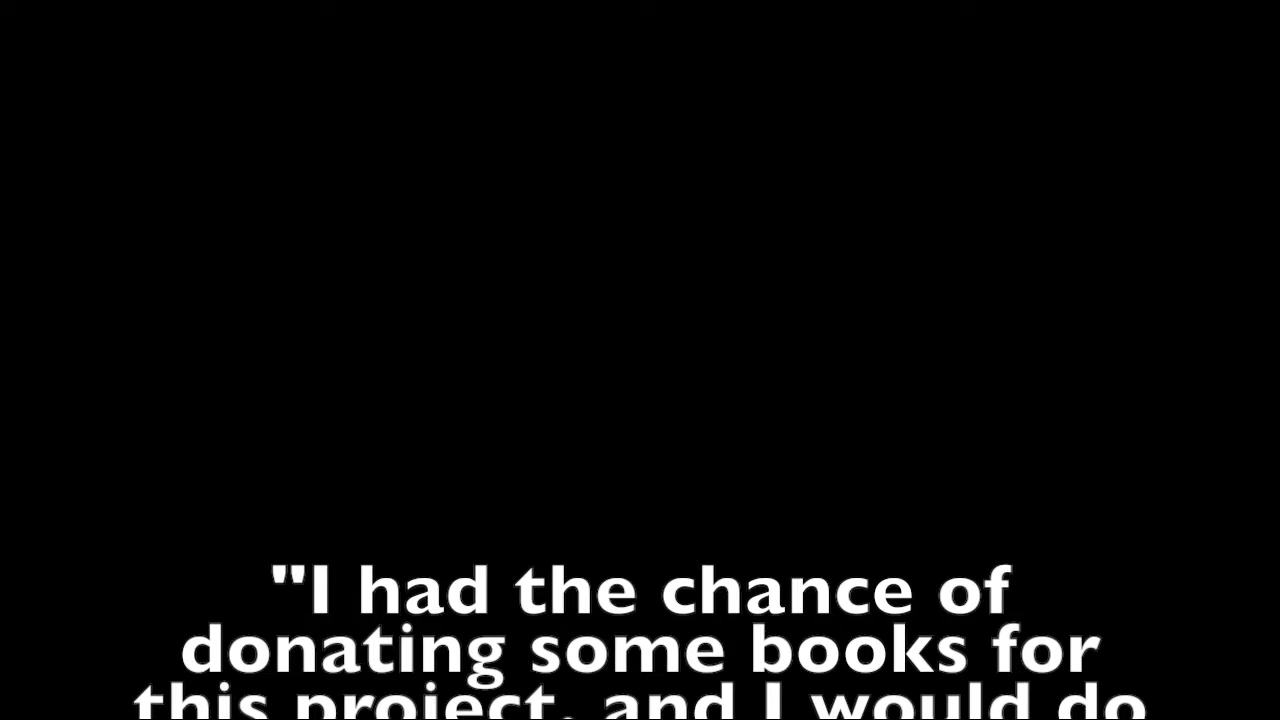 "I had the chance of
donating some books for
this project, and I would do